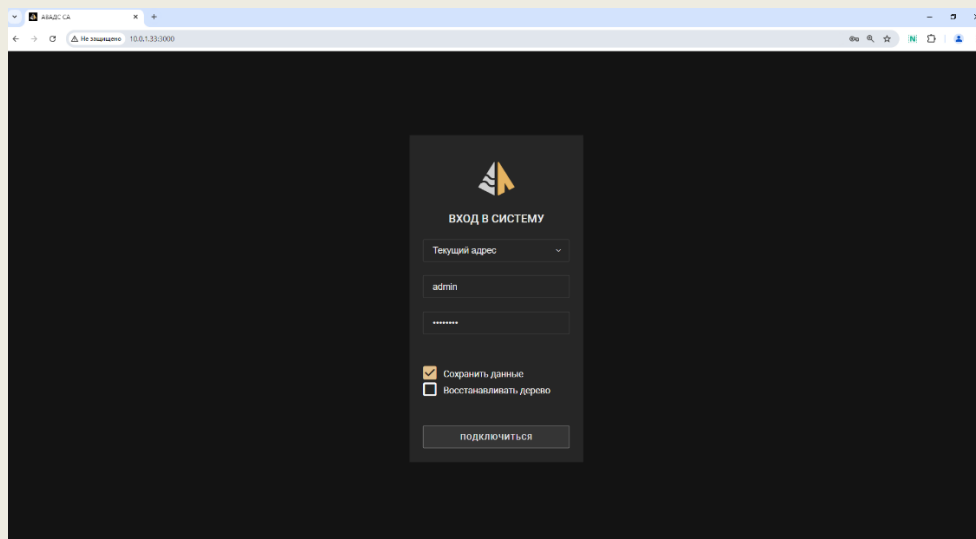 АВАДС СА
Не защищено 10.0.1.33:3000
ВХОД В СИСТЕМУ
Текущий адрес
admin
••••••••
Сохранить данные
Восстанавливать дерево
ПОДКЛЮЧИТЬСЯ